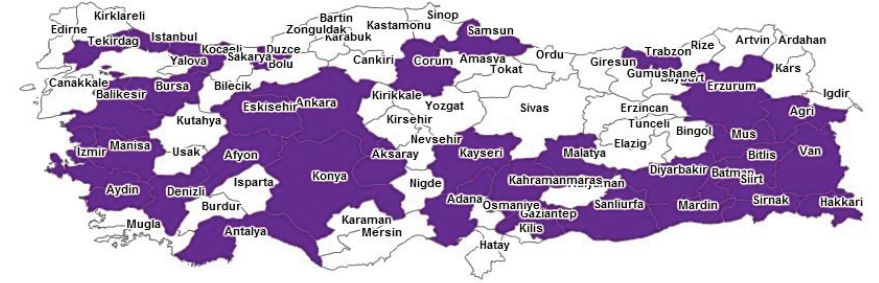 Kirklareli
Edirne
Tekirdag
Istanbul
Kocaeli
Yalova
Sakarya
Duzce
Bolu
Zonguldak
Bartin
Karabuk
Kastamonu
Sinop
Cankiri
Corum
Samsun
Amasya
Tokat
Ordu
Giresun
Trabzon
Gumushane
Bayburt
Rize
Artvin
Ardahan
Kars
Igdir
Erzurum
Agri
Canakkale
Balikesir
Bursa
Bilecik
Eskisehir
Ankara
Kirikkale
Yozgat
Sivas
Erzincan
Tunceli
Elazig
Bingol
Mus
Bitlis
Van
Kutahya
Kirsehir
Nevsehir
Izmir
Manisa
Usak
Afyon
Konya
Aksaray
Kayseri
Malatya
Diyarbakir
Batman
Siirt
Aydin
Denizli
Isparta
Burdur
Nigde
Kahramanmaras
Adana
Osmaniye
Gaziantep
Sanliurfa
Mardin
Sirnak
Hakkari
Mugla
Antalya
Karaman
Mersin
Kilis
Hatay